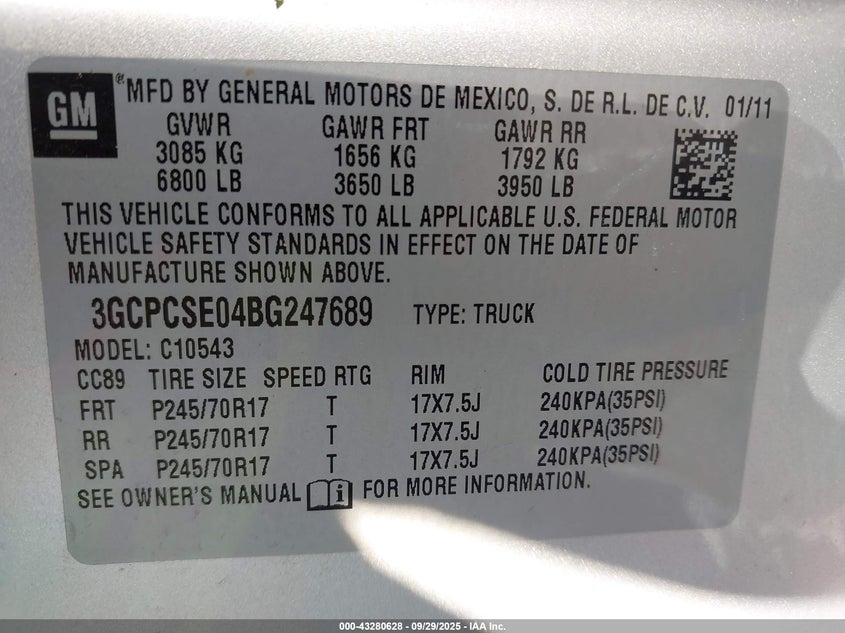 GM ® MFD BY GENERAL MOTORS DE MEXICO, S. DE R.L. DE C.V. 01/11
GVWR GAWR FRT GAWR RR
3085 KG 1656 KG 1792 KG
6800 LB 3650 LB 3950 LB
THIS VEHICLE CONFORMS TO ALL APPLICABLE U.S. FEDERAL MOTOR
VEHICLE SAFETY STANDARDS IN EFFECT ON THE DATE OF
MANUFACTURE SHOWN ABOVE.
3GCPCSE04BG247689 TYPE: TRUCK
MODEL: C10543
CC89 TIRE SIZE SPEED RTG RIM COLD TIRE PRESSURE
FRT P245/70R17 T 17X7.5J 240KPA(35PSI)
RR P245/70R17 T 17X7.5J 240KPA(35PSI)
SPA P245/70R17 T 17X7.5J 240KPA(35PSI)
SEE OWNER'S MANUAL i FOR MORE INFORMATION.
000-43280628 - 09/29/2025 - IAA Inc.